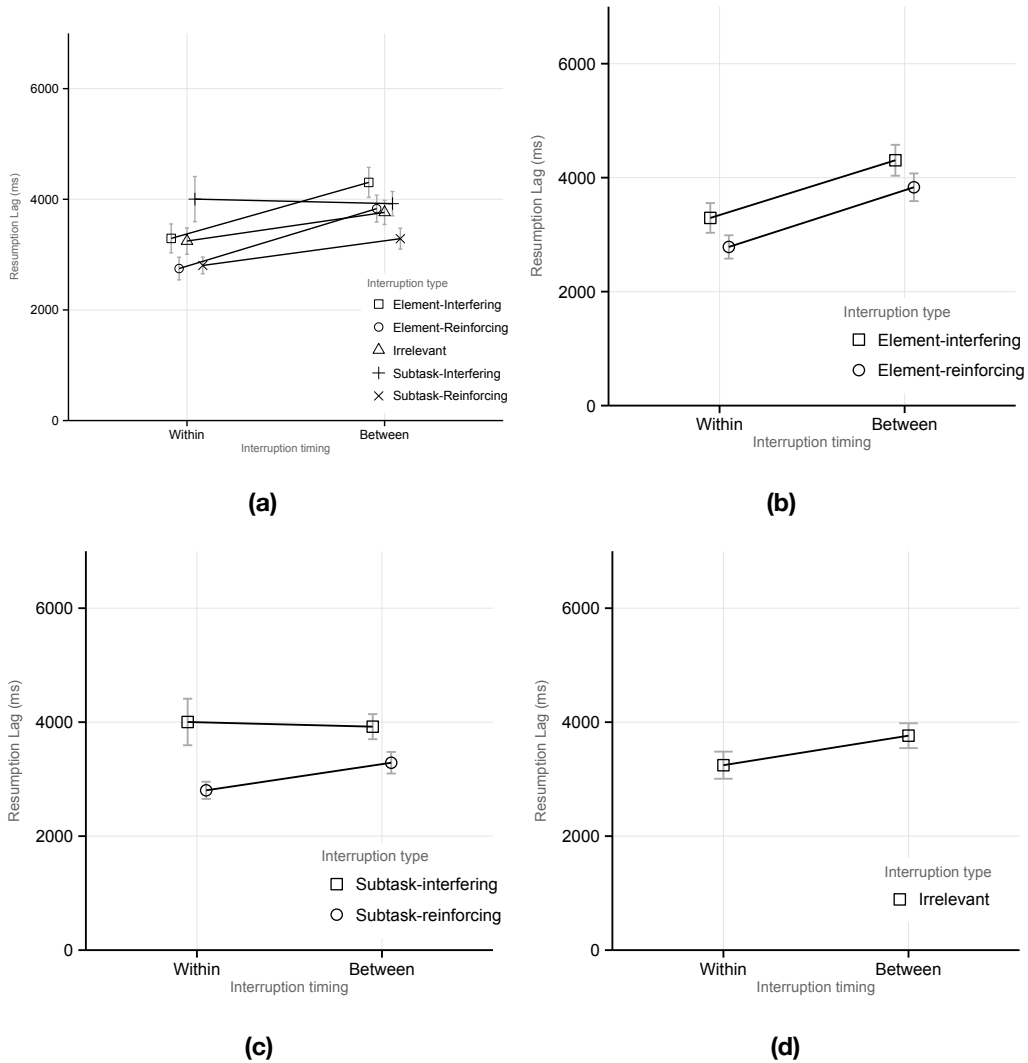 6000
4000
2000
0
Resumption Lag (ms)
Within
Between
Interruption timing
Interruption type
Element-Interfering
Element-Reinforcing
Irrelevant
Subtask-Interfering
Subtask-Reinforcing
(a)
6000
4000
2000
0
Resumption Lag (ms)
Within
Between
Interruption timing
Interruption type
Element-interfering
Element-reinforcing
(b)
6000
4000
2000
0
Resumption Lag (ms)
Within
Between
Interruption timing
Interruption type
Subtask-interfering
Subtask-reinforcing
(c)
6000
4000
2000
0
Resumption Lag (ms)
Within
Between
Interruption timing
Interruption type
Irrelevant
(d)